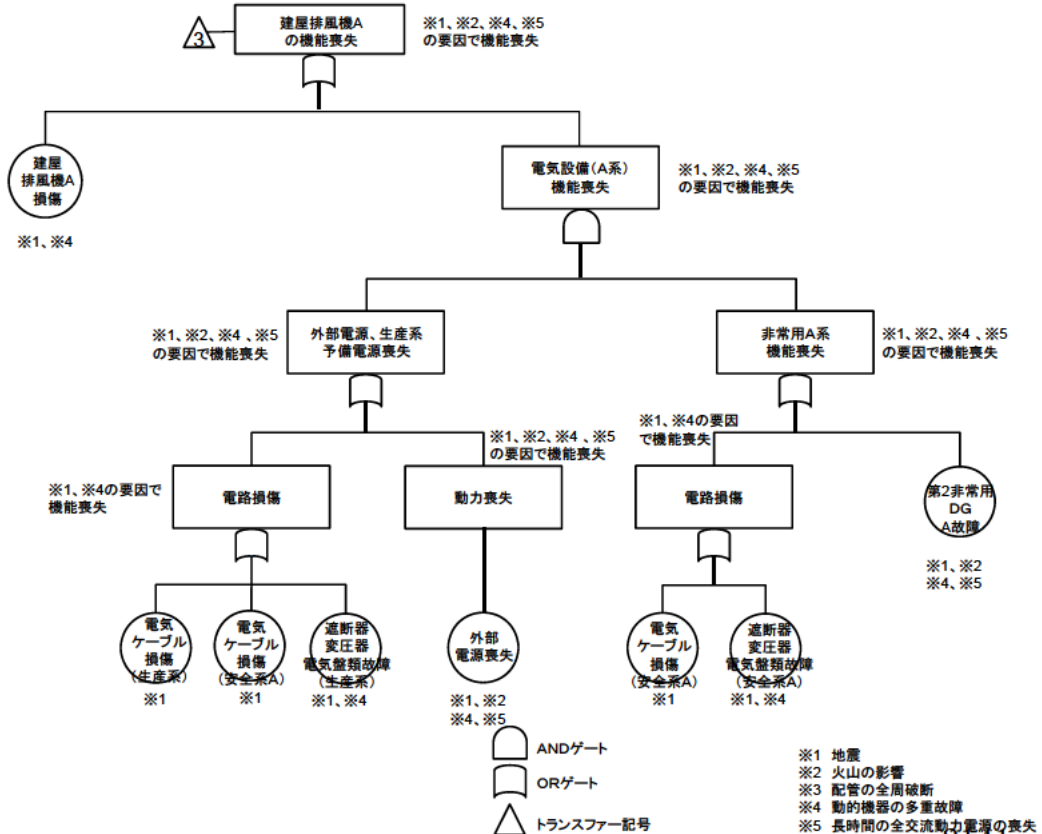 3
建屋排風機A
の機能喪失
※1、※2、※4、※5
の要因で機能喪失
建屋
排風機A
損傷
※1、※4
電気設備(A系)
機能喪失
※1、※2、※4、※5
の要因で機能喪失
※1、※2、※4 、※5
の要因で機能喪失
外部電源、生産系
予備電源喪失
非常用A系
機能喪失
※1、※2、※4 、※5
の要因で機能喪失
※1、※4の要因で
機能喪失
電路損傷
※1、※2、※4 、※5
の要因で機能喪失
動力喪失
※1、※4の要因
で機能喪失
電路損傷
第2非常用
DG
A故障
※1、※2
※4、※5
電気
ケーブル
損傷
(生産系)
※1
電気
ケーブル
損傷
(安全系A)
※1
遮断器
変圧器
電気盤類故障
(生産系)
※1、※4
外部
電源喪失
※1、※2
※4、※5
電気
ケーブル
損傷
(安全系A)
※1
遮断器
変圧器
電気盤類故障
(安全系A)
※1、※4
ANDゲート
ORゲート
トランスファー記号
※1 地震
※2 火山の影響
※3 配管の全周破断
※4 動的機器の多重故障
※5 長時間の全交流動力電源の喪失